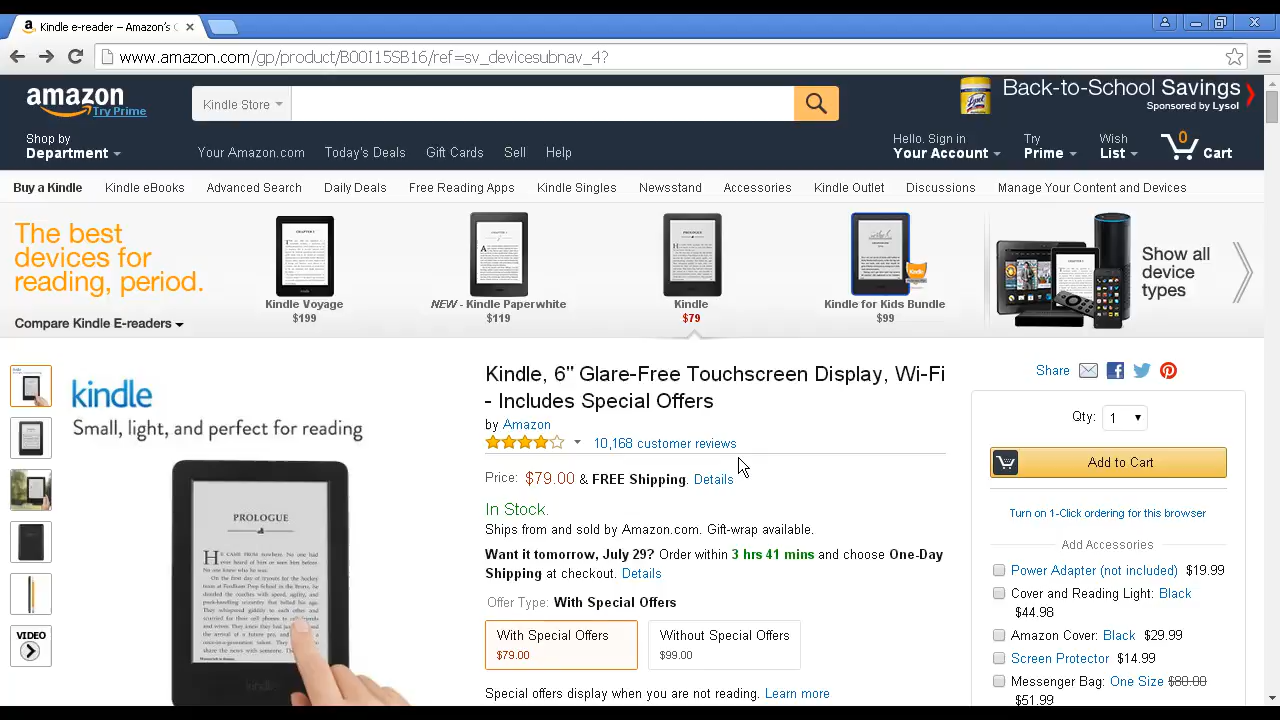 Kindle e-reader – Amazon's
www.amazon.com/gp/product/B00I15SB16/ref=sv_devicesubnav_4?
amazon
Try Prime
Kindle Store
Back-to-School Savings
Sponsored by Lysol
Shop by
Department
Your Amazon.com
Today's Deals
Gift Cards
Sell
Help
Hello. Sign in
Your Account
Try
Prime
Wish
List
0
Cart
Buy a Kindle
Kindle eBooks
Advanced Search
Daily Deals
Free Reading Apps
Kindle Singles
Newsstand
Accessories
Kindle Outlet
Discussions
Manage Your Content and Devices
The best
devices for
reading, period.
Compare Kindle E-readers
Kindle Voyage
$199
NEW - Kindle Paperwhite
$119
Kindle
$79
Kindle for Kids Bundle
$99
Show all
device
types
kindle
Small, light, and perfect for reading
PROLOGUE
VIDEO
Kindle, 6" Glare-Free Touchscreen Display, Wi-Fi
- Includes Special Offers
by Amazon
10,168 customer reviews
Price: $79.00 & FREE Shipping. Details
In Stock.
Ships from and sold by Amazon.com. Gift-wrap available.
Want it tomorrow, July 29? Order within 3 hrs 41 mins and choose One-Day
Shipping at checkout. Details
Offer Type: With Special Offers
With Special Offers
$79.00
Without Special Offers
$99.00
Special offers display when you are not reading. Learn more
Share
Qty: 1
Add to Cart
Turn on 1-Click ordering for this browser
Add Accessories
Power Adapter (not included) $19.99
Cover and Reading Light: Black
$44.98
Amazon Cover: Black
Screen Protector $14.99
Messenger Bag: One Size $80.00
$51.99